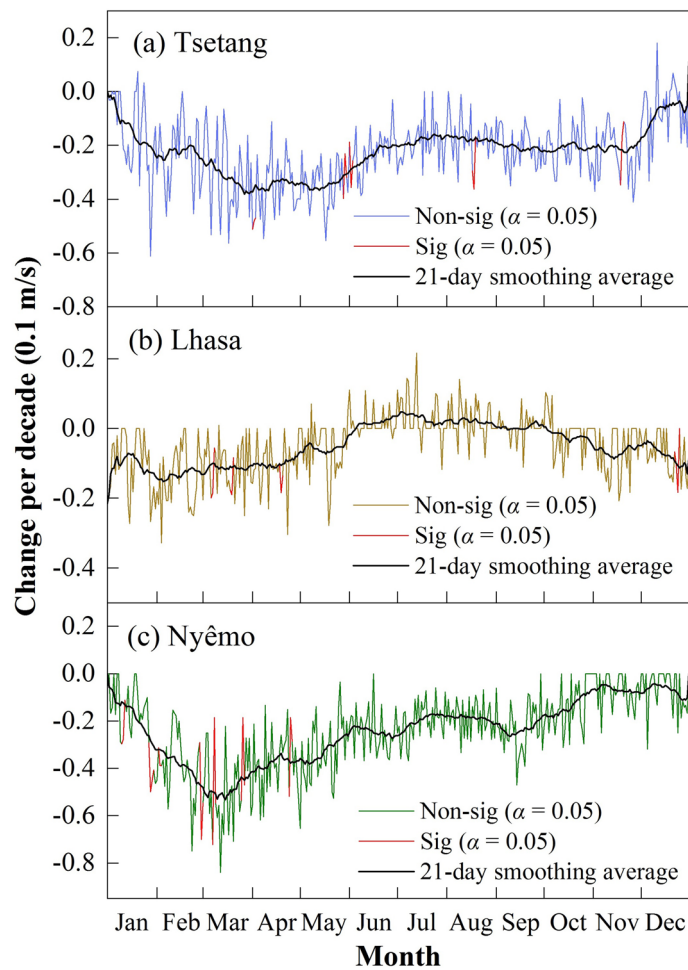 Change per decade (0.1 m/s)
(a) Tsetang
0.2
0.0
-0.2
-0.4
-0.6
-0.8
Non-sig (α = 0.05)
Sig (α = 0.05)
21-day smoothing average
(b) Lhasa
0.2
0.0
-0.2
-0.4
Non-sig (α = 0.05)
Sig (α = 0.05)
21-day smoothing average
(c) Nyêmo
0.2
0.0
-0.2
-0.4
-0.6
-0.8
Non-sig (α = 0.05)
Sig (α = 0.05)
21-day smoothing average
Jan Feb Mar Apr May Jun Jul Aug Sep Oct Nov Dec
Month